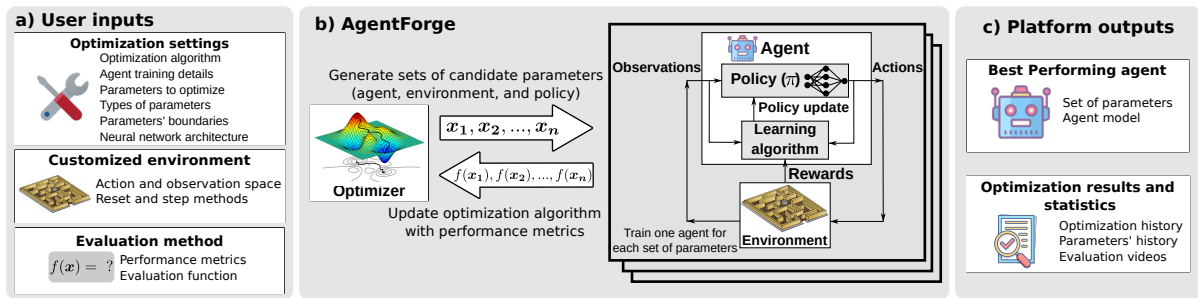 a) User inputs
Optimization settings
Optimization algorithm
Agent training details
Parameters to optimize
Types of parameters
Parameters' boundaries
Neural network architecture
Customized environment
Action and observation space
Reset and step methods
Evaluation method
f(x) = ?
Performance metrics
Evaluation function
b) AgentForge
Generate sets of candidate parameters
(agent, environment, and policy)
x₁, x₂, ..., xₙ
f(x₁), f(x₂), ..., f(xₙ)
Optimizer
Update optimization algorithm
with performance metrics
Agent
Observations
Policy (π)
Actions
Policy update
Learning
algorithm
Rewards
Environment
Train one agent for
each set of parameters
c) Platform outputs
Best Performing agent
Set of parameters
Agent model
Optimization results and
statistics
Optimization history
Parameters' history
Evaluation videos